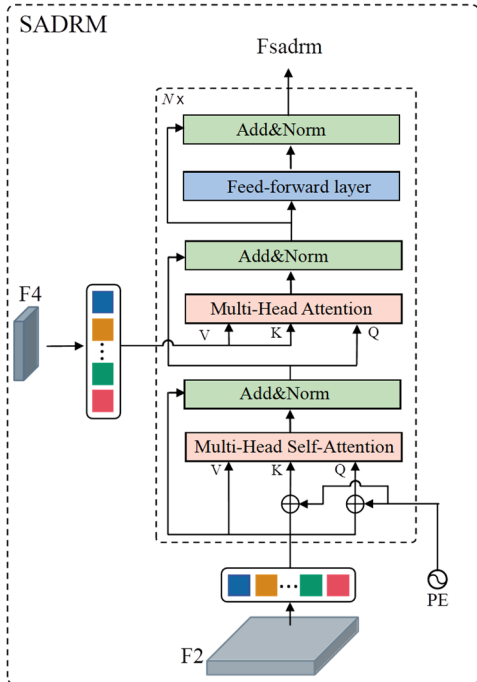 SADRM
Fsadrm
N×
Add&Norm
Feed-forward layer
Add&Norm
F4
Multi-Head Attention
V
K
Q
Add&Norm
Multi-Head Self-Attention
V
K
Q
PE
F2